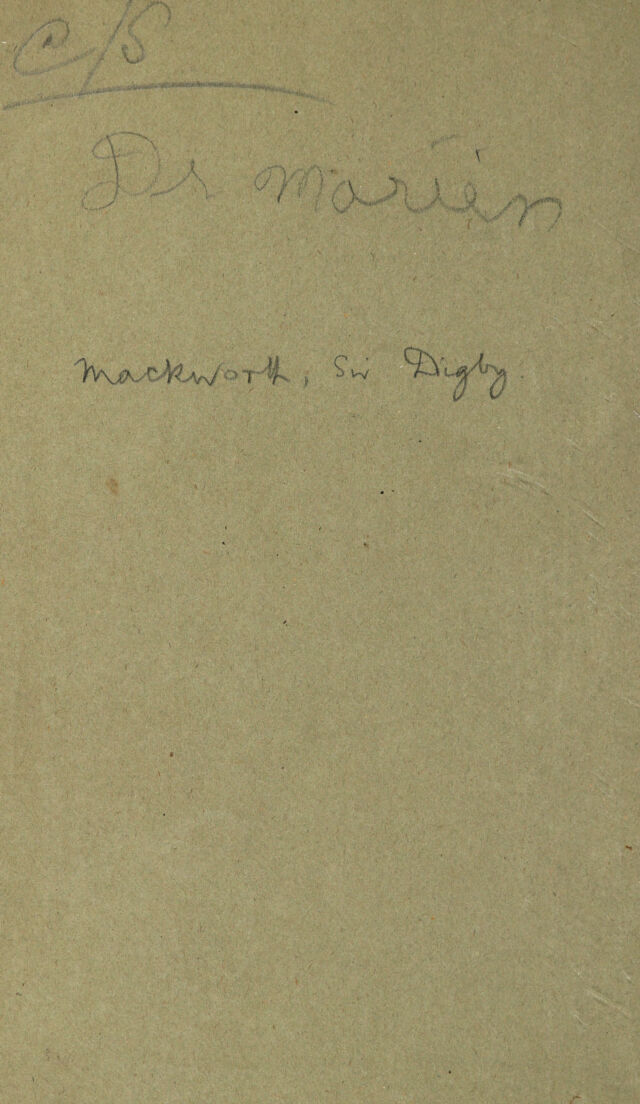 C/S
Dr Marien
Mackworth, Sir Digby.